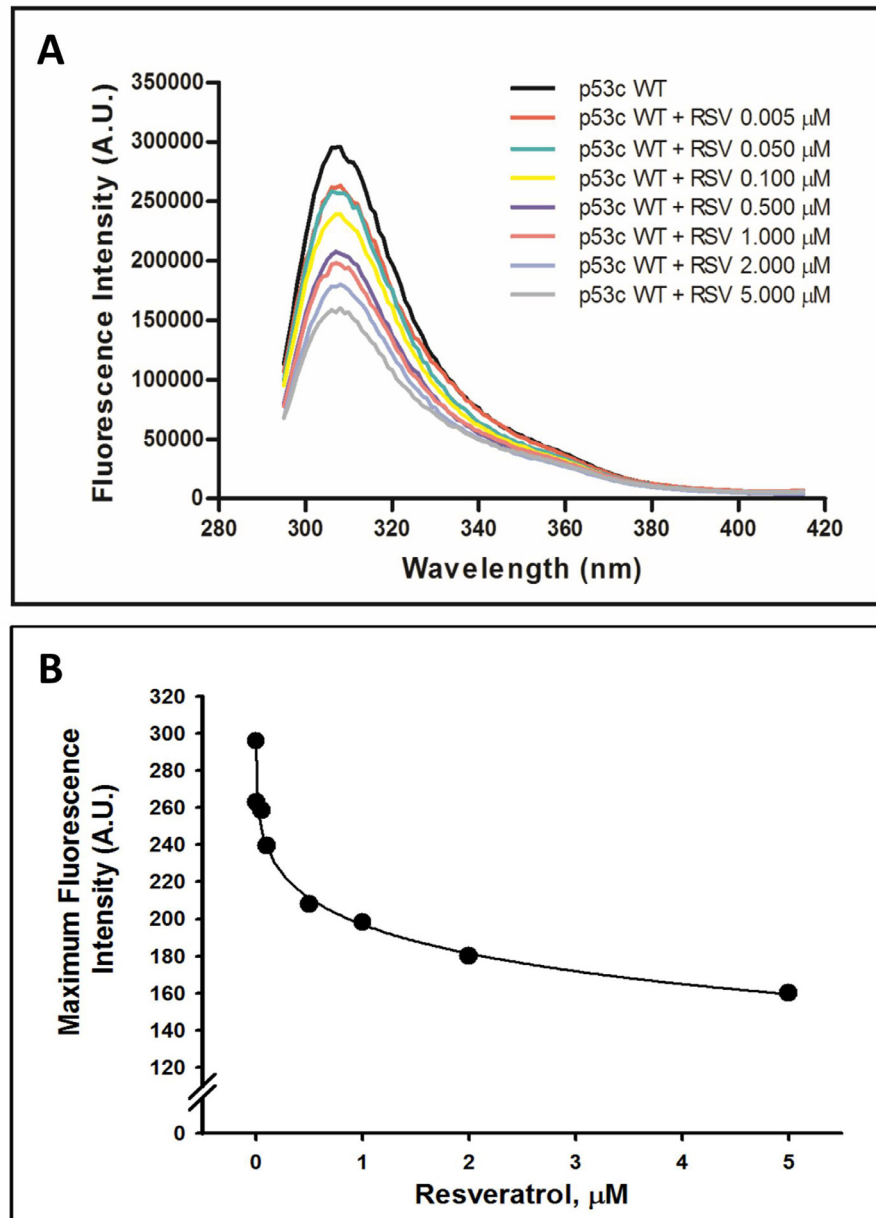 A
Fluorescence Intensity (A.U.)
350000
300000
250000
200000
150000
100000
50000
0
280 300 320 340 360 380 400 420
Wavelength (nm)
p53c WT
p53c WT + RSV 0.005 µM
p53c WT + RSV 0.050 µM
p53c WT + RSV 0.100 µM
p53c WT + RSV 0.500 µM
p53c WT + RSV 1.000 µM
p53c WT + RSV 2.000 µM
p53c WT + RSV 5.000 µM
B
Maximum Fluorescence
Intensity (A.U.)
320
300
280
260
240
220
200
180
160
140
120
0
0 1 2 3 4 5
Resveratrol, µM